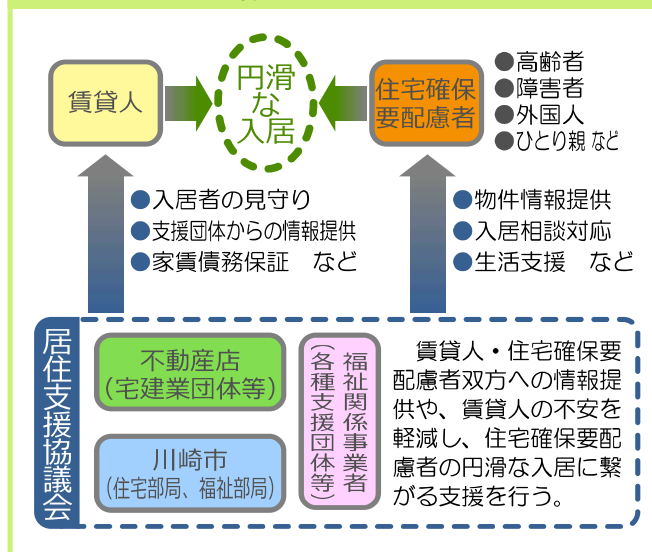 賃貸人
円滑
な
入居
住宅確保
要配慮者
●高齢者
●障害者
●外国人
●ひとり親 など
●入居者の見守り
●支援団体からの情報提供
●家賃債務保証　など
●物件情報提供
●入居相談対応
●生活支援　など
居住支援協議会
不動産店
(宅建業団体等)
川崎市
(住宅部局、福祉部局)
福祉関係事業者
(各種支援団体等)
賃貸人・住宅確保要
配慮者双方への情報提
供や、賃貸人の不安を
軽減し、住宅確保要配
慮者の円滑な入居に繋
がる支援を行う。